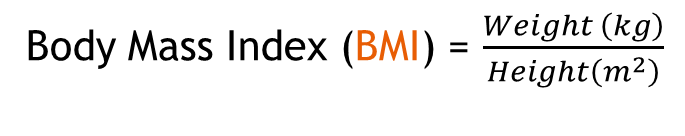 Body Mass Index (BMI) = Weight (kg)
Height(m²)